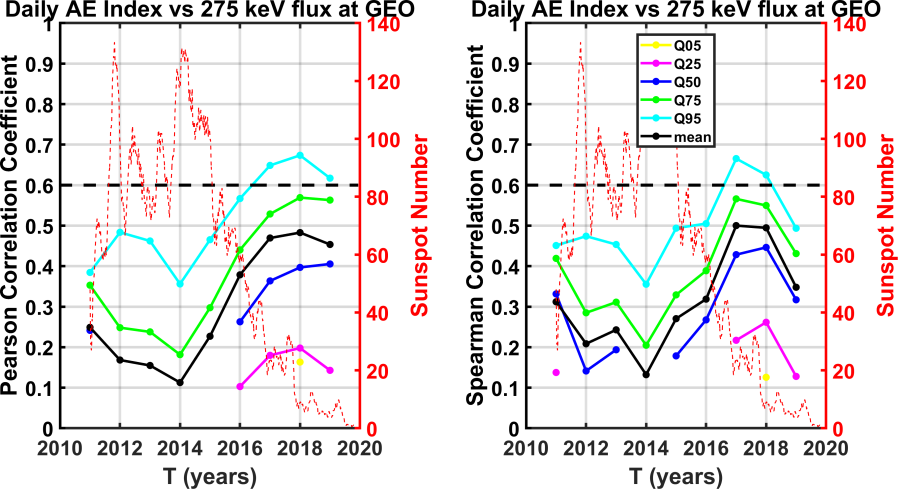 Daily AE Index vs 275 keV flux at GEO
Pearson Correlation Coefficient
1
0.9
0.8
0.7
0.6
0.5
0.4
0.3
0.2
0.1
0
140
120
100
80
60
40
20
0
Sunspot Number
2010 2012 2014 2016 2018 2020
T (years)
Daily AE Index vs 275 keV flux at GEO
Spearman Correlation Coefficient
1
0.9
0.8
0.7
0.6
0.5
0.4
0.3
0.2
0.1
0
Q05
Q25
Q50
Q75
Q95
mean
140
120
100
80
60
40
20
0
Sunspot Number
2010 2012 2014 2016 2018 2020
T (years)